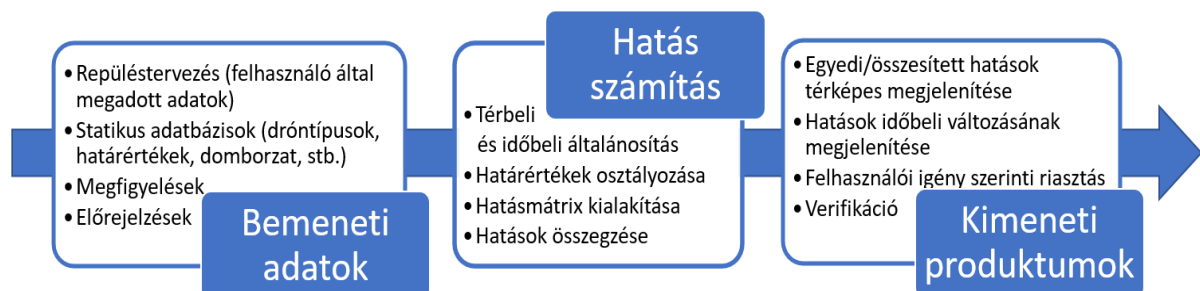 • Repüléstervezés (felhasználó által
megadott adatok)
• Statikus adatbázisok (dróntípusok,
határértékek, domborzat, stb.)
• Megfigyelések
• Előrejelzések
Bemeneti
adatok
Hatás
számítás
• Térbeli
és időbeli általánosítás
• Határértékek osztályozása
• Hatásmátrix kialakítása
• Hatások összegzése
• Egyedi/összesített hatások
térképes megjelenítése
• Hatások időbeli változásának
megjelenítése
• Felhasználói igény szerinti riasztás
• Verifikáció
Kimeneti
produktumok